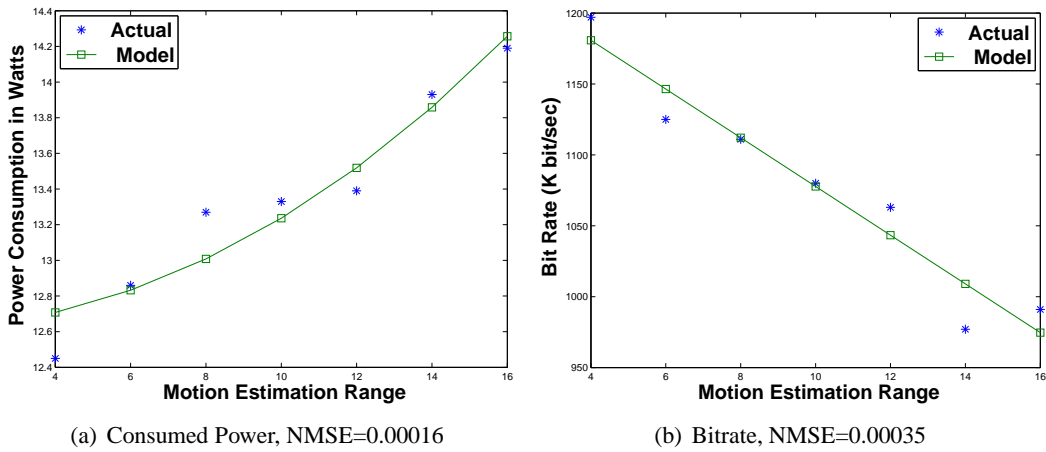 14.4
14.2
14
13.8
13.6
13.4
13.2
13
12.8
12.6
12.4
Power Consumption in Watts
Actual
Model
4 6 8 10 12 14 16
Motion Estimation Range
(a) Consumed Power, NMSE=0.00016
1200
1150
1100
1050
1000
950
Bit Rate (K bit/sec)
Actual
Model
4 6 8 10 12 14 16
Motion Estimation Range
(b) Bitrate, NMSE=0.00035